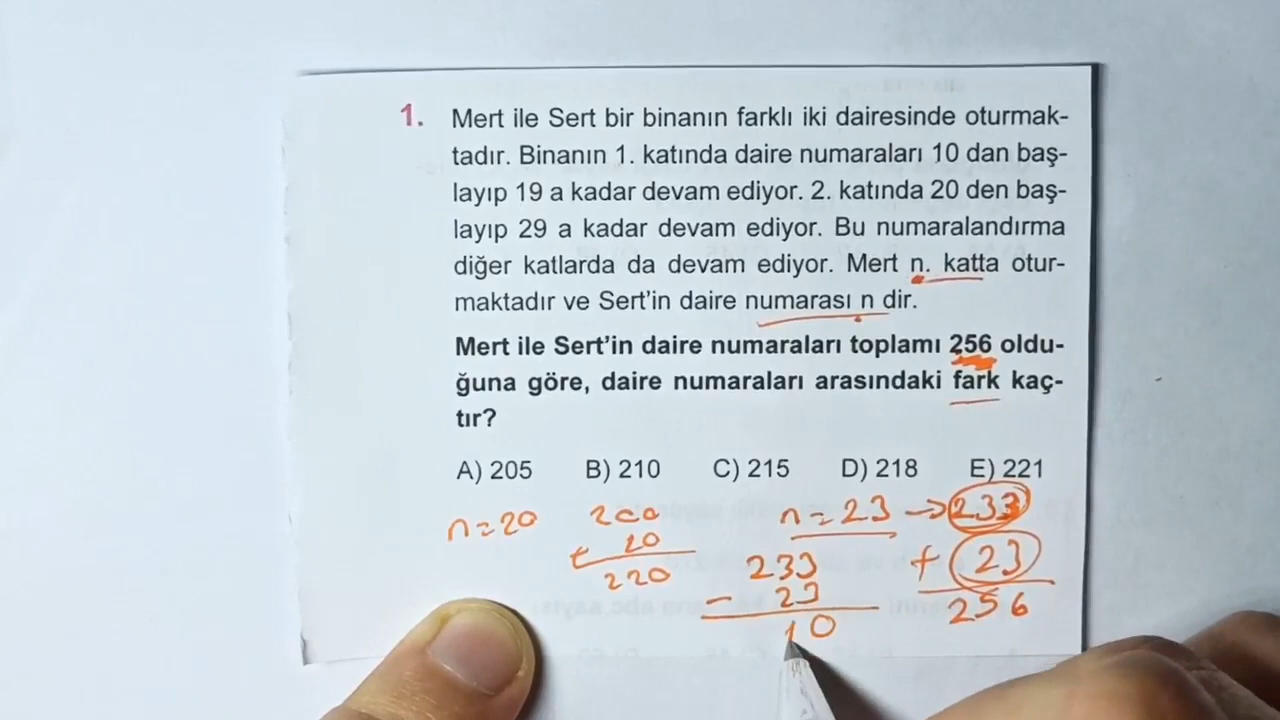 1. Mert ile Sert bir binanın farklı iki dairesinde oturmak-
tadır. Binanın 1. katında daire numaraları 10 dan baş-
layıp 19 a kadar devam ediyor. 2. katında 20 den baş-
layıp 29 a kadar devam ediyor. Bu numaralandırma
diğer katlarda da devam ediyor. Mert n. katta otur-
maktadır ve Sert'in daire numarası n dir.
Mert ile Sert'in daire numaraları toplamı 256 oldu-
ğuna göre, daire numaraları arasındaki fark kaç-
tır?
A) 205 B) 210 C) 215 D) 218 E) 221
n=20 200 n=23 → 233
+ 20 233 + 23
220 - 23 256
10